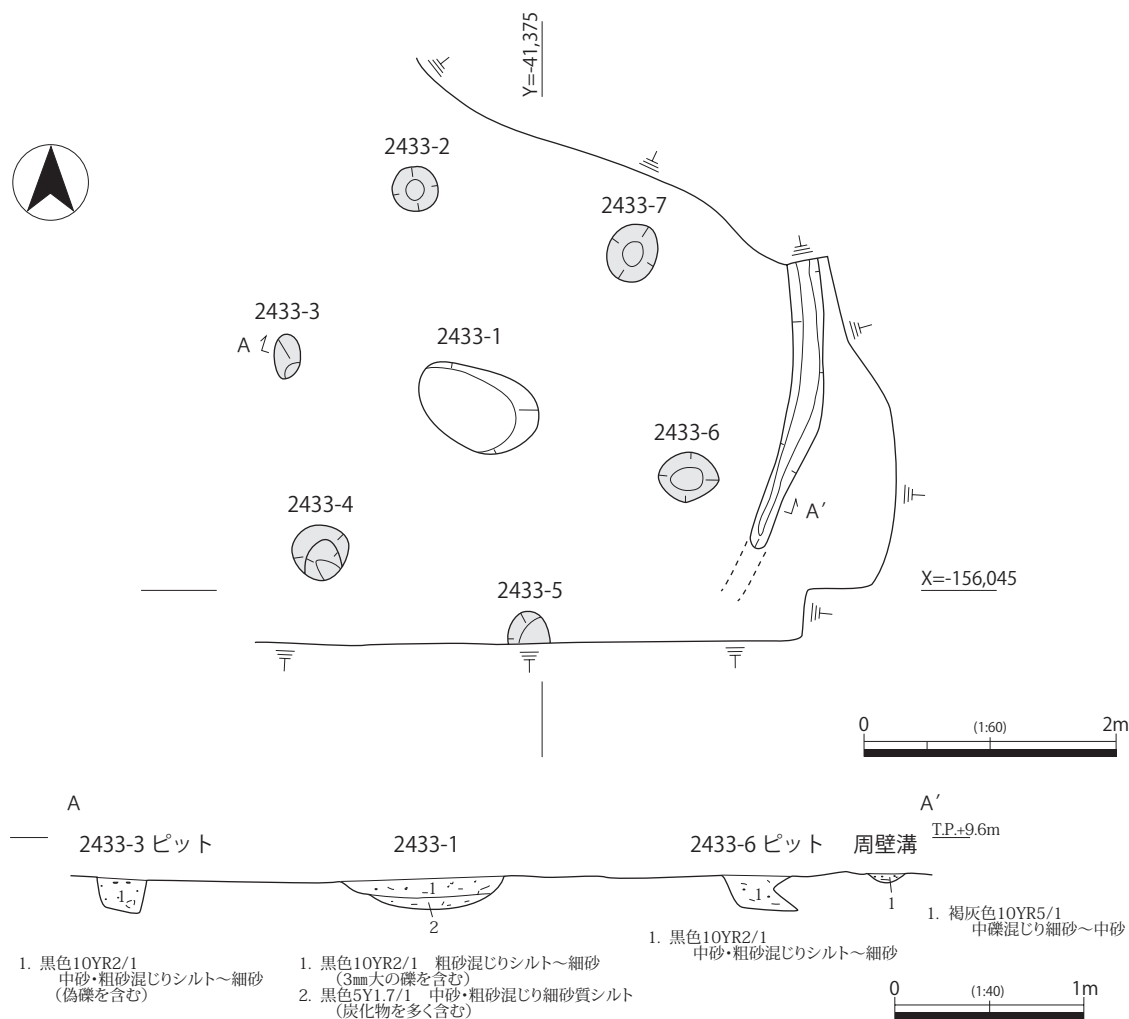 Y=-41,375
2433-2
2433-7
2433-3
A
2433-1
2433-6
2433-4
A′
2433-5
X=-156,045
0 (1:60) 2m
A A′
2433-3 ピット 2433-1 2433-6 ピット 周壁溝 T.P.+9.6m
1 1 1
2 1
1. 黒色10YR2/1
中砂・粗砂混じりシルト～細砂
(偽礫を含む)
1. 黒色10YR2/1 粗砂混じりシルト～細砂
(3㎜大の礫を含む)
2. 黒色5Y1.7/1 中砂・粗砂混じり細砂質シルト
(炭化物を多く含む)
1. 黒色10YR2/1
中砂・粗砂混じりシルト～細砂
1. 褐灰色10YR5/1
中礫混じり細砂～中砂
0 (1:40) 1m